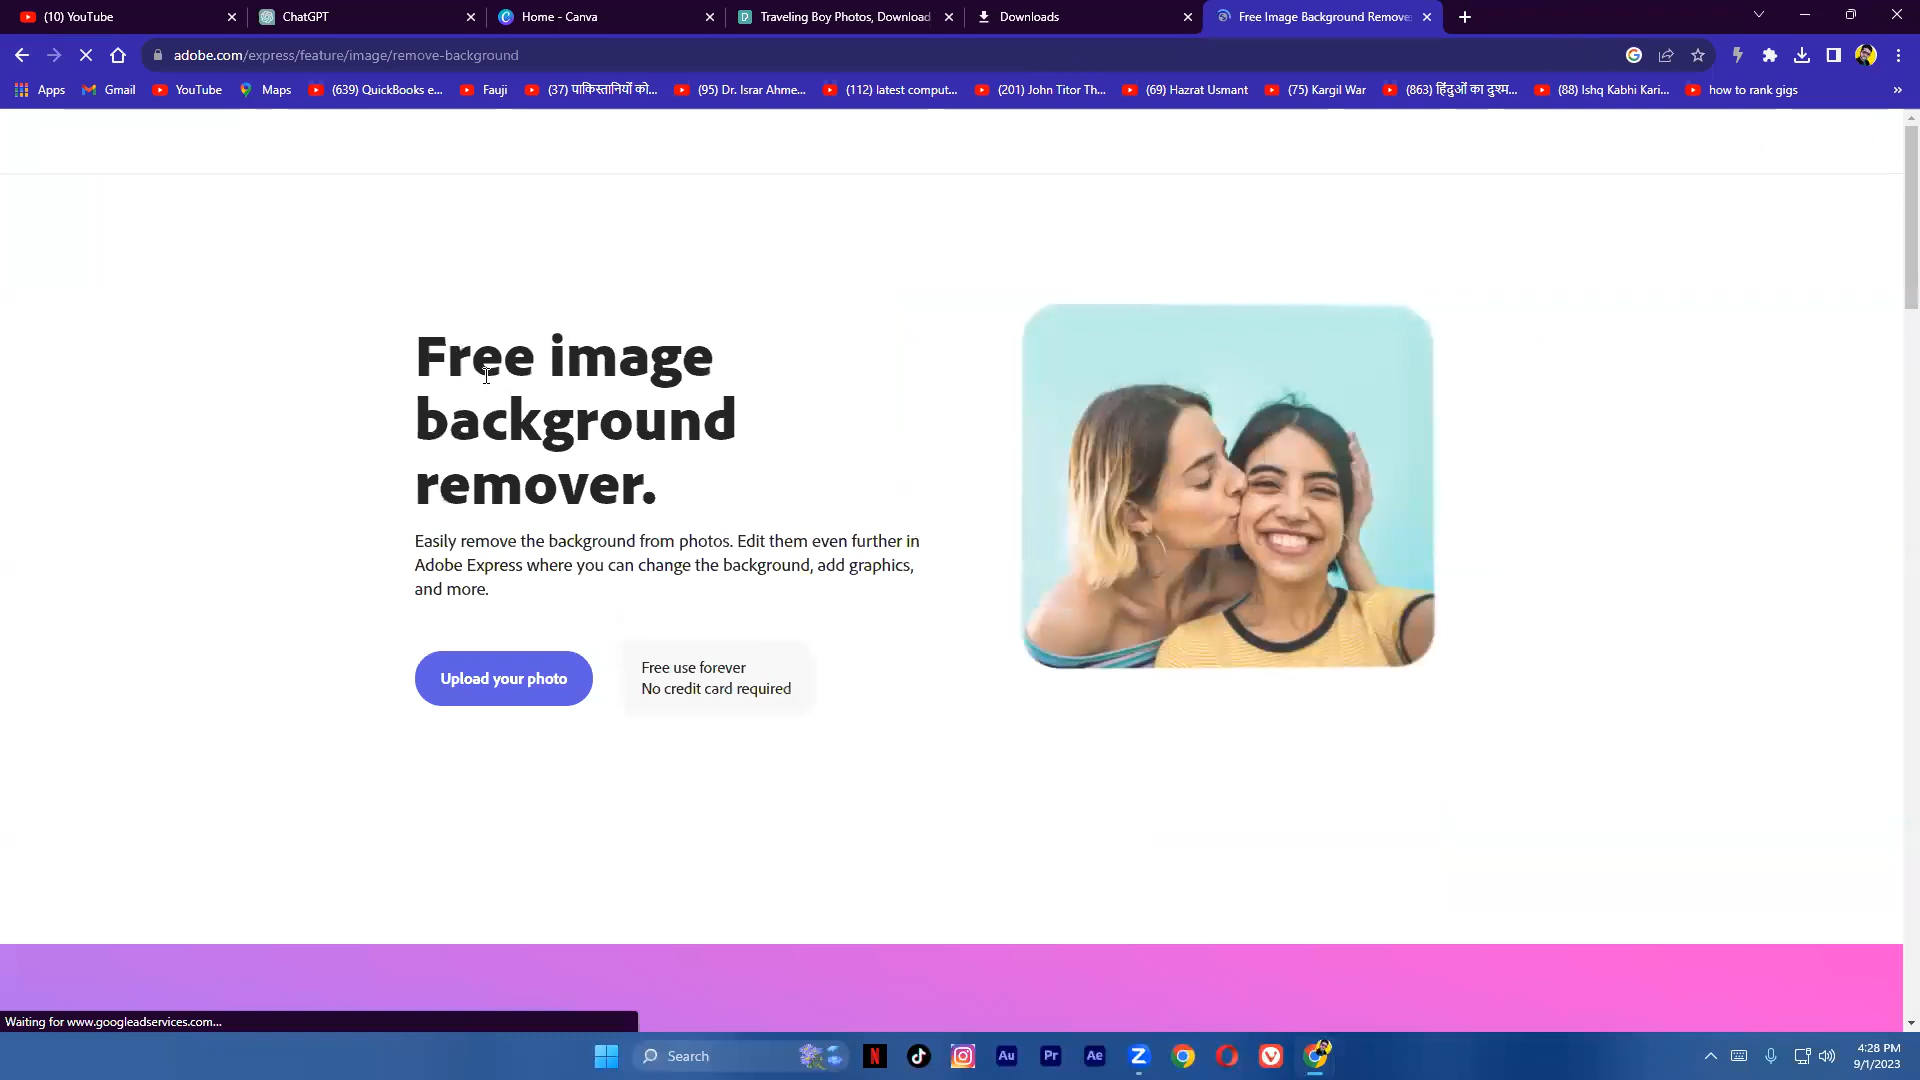 (10) YouTube
ChatGPT
Home - Canva
Traveling Boy Photos, Download
Downloads
Free Image Background Remove
adobe.com/express/feature/image/remove-background
Apps
Gmail
YouTube
Maps
(639) QuickBooks e...
Fauji
(37) पाकिस्तानियों को...
(95) Dr. Israr Ahme...
(112) latest comput...
(201) John Titor Th...
(69) Hazrat Usmant
(75) Kargil War
(863) हिंदुओं का दुश्म...
(88) Ishq Kabhi Kari...
how to rank gigs
Free image
background
remover.
Easily remove the background from photos. Edit them even further in
Adobe Express where you can change the background, add graphics,
and more.
Upload your photo
Free use forever
No credit card required
Waiting for www.googleadservices.com...
Search
Au
Pr
Ae
4:28 PM
9/1/2023